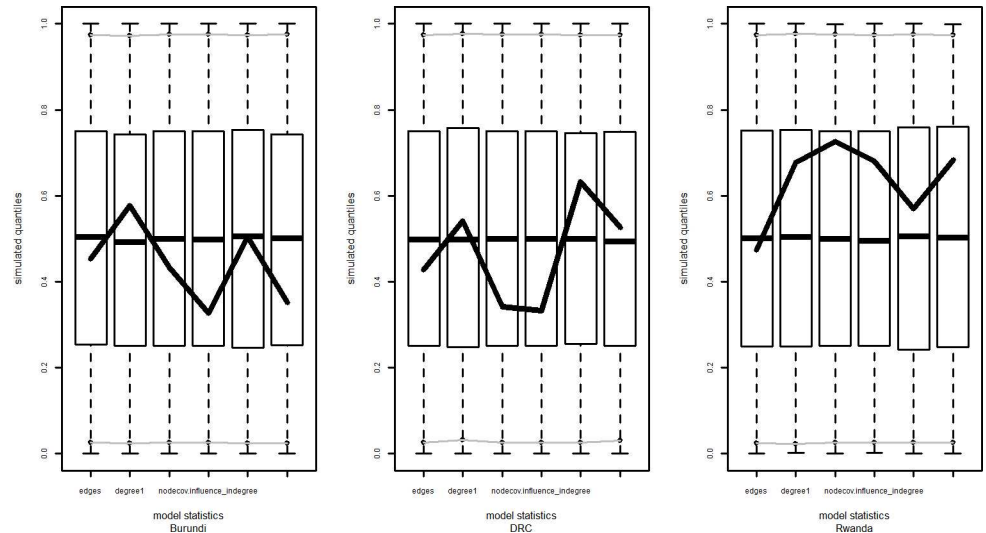 1.0
0.8
0.6
0.4
0.2
0.0
simulated quantiles
edges degree1 nodecov.influence_indegree
model statistics
Burundi
1.0
0.8
0.6
0.4
0.2
0.0
simulated quantiles
edges degree1 nodecov.influence_indegree
model statistics
DRC
1.0
0.8
0.6
0.4
0.2
0.0
simulated quantiles
edges degree1 nodecov.influence_indegree
model statistics
Rwanda